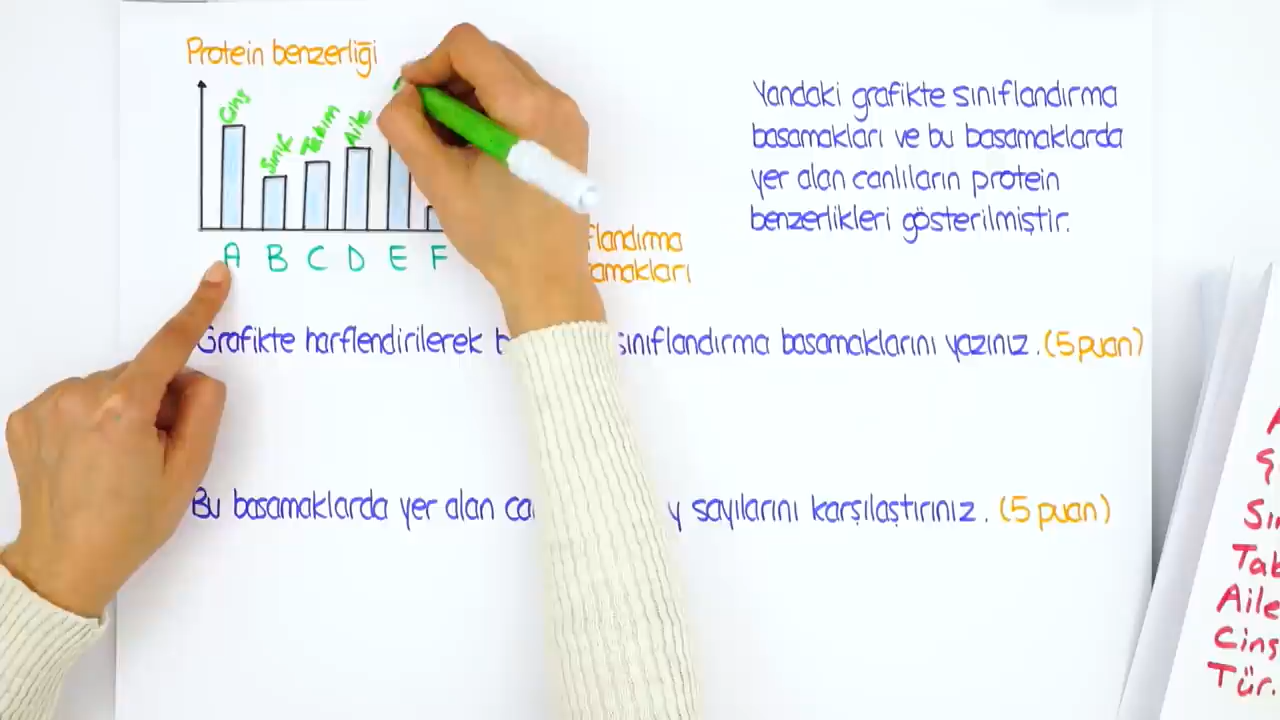 Protein benzerliği
Cins
Sınıf
Takım
Aile
A B C D E F
Yandaki grafikte sınıflandırma
basamakları ve bu basamaklarda
yer alan canlıların protein
benzerlikleri gösterilmiştir.
flandırma
amakları
Grafikte harflendirilerek b sınıflandırma basamaklarını yazınız. (5 puan)
Bu basamaklarda yer alan ca y sayılarını karşılaştırınız. (5 puan)
Sın
Tak
Aile
Cins
Tür.